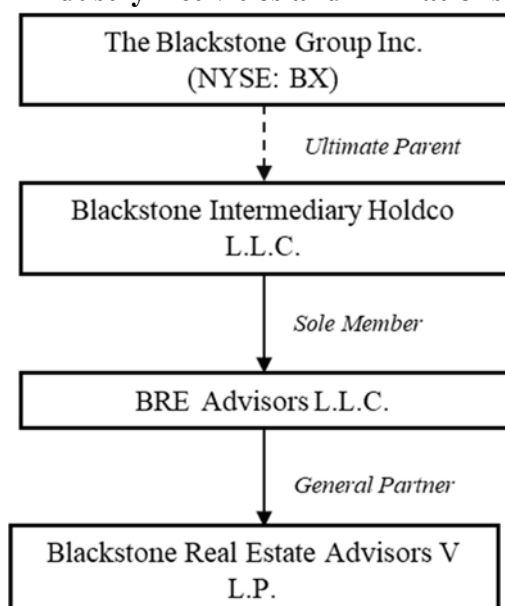 The Blackstone Group Inc.
(NYSE: BX)
Ultimate Parent
Blackstone Intermediary Holdco
L.L.C.
Sole Member
BRE Advisors L.L.C.
General Partner
Blackstone Real Estate Advisors V
L.P.